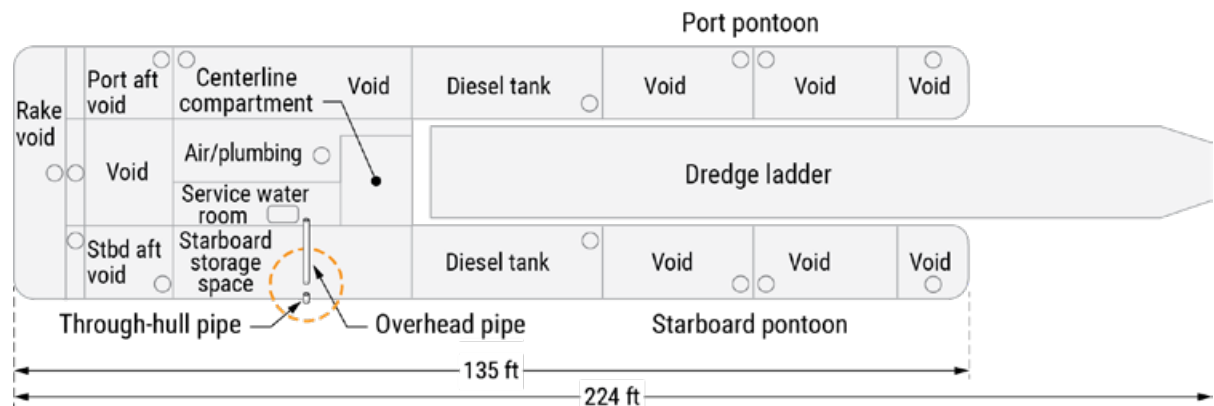 Port pontoon
Rake
void
Port aft
void
Centerline
compartment
Void
Diesel tank
Void
Void
Void
Void
Air/plumbing
Service water
room
Dredge ladder
Stbd aft
void
Starboard
storage
space
Diesel tank
Void
Void
Void
Through-hull pipe
Overhead pipe
Starboard pontoon
135 ft
224 ft